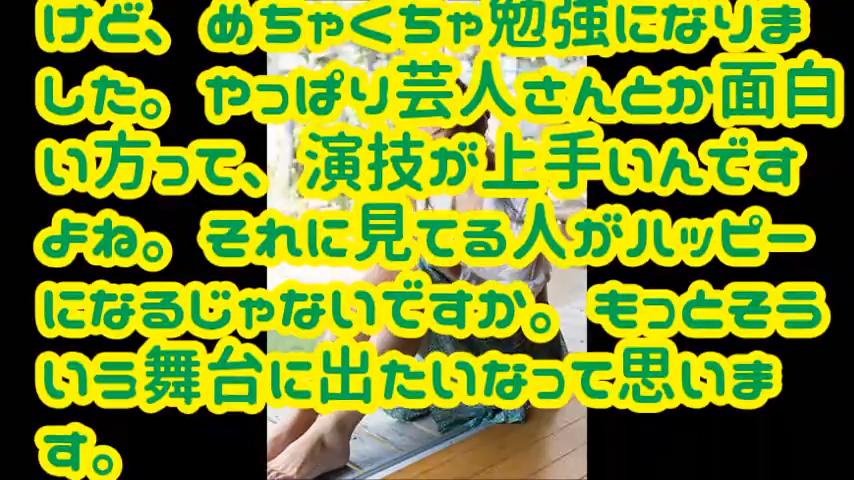 けど、めちゃくちゃ勉強になりま
した。やっぱり芸人さんとか面白
い方って、演技が上手いんです
よね。それに見てる人がハッピー
になるじゃないですか。もっとそう
いう舞台に出たいなって思いま
す。